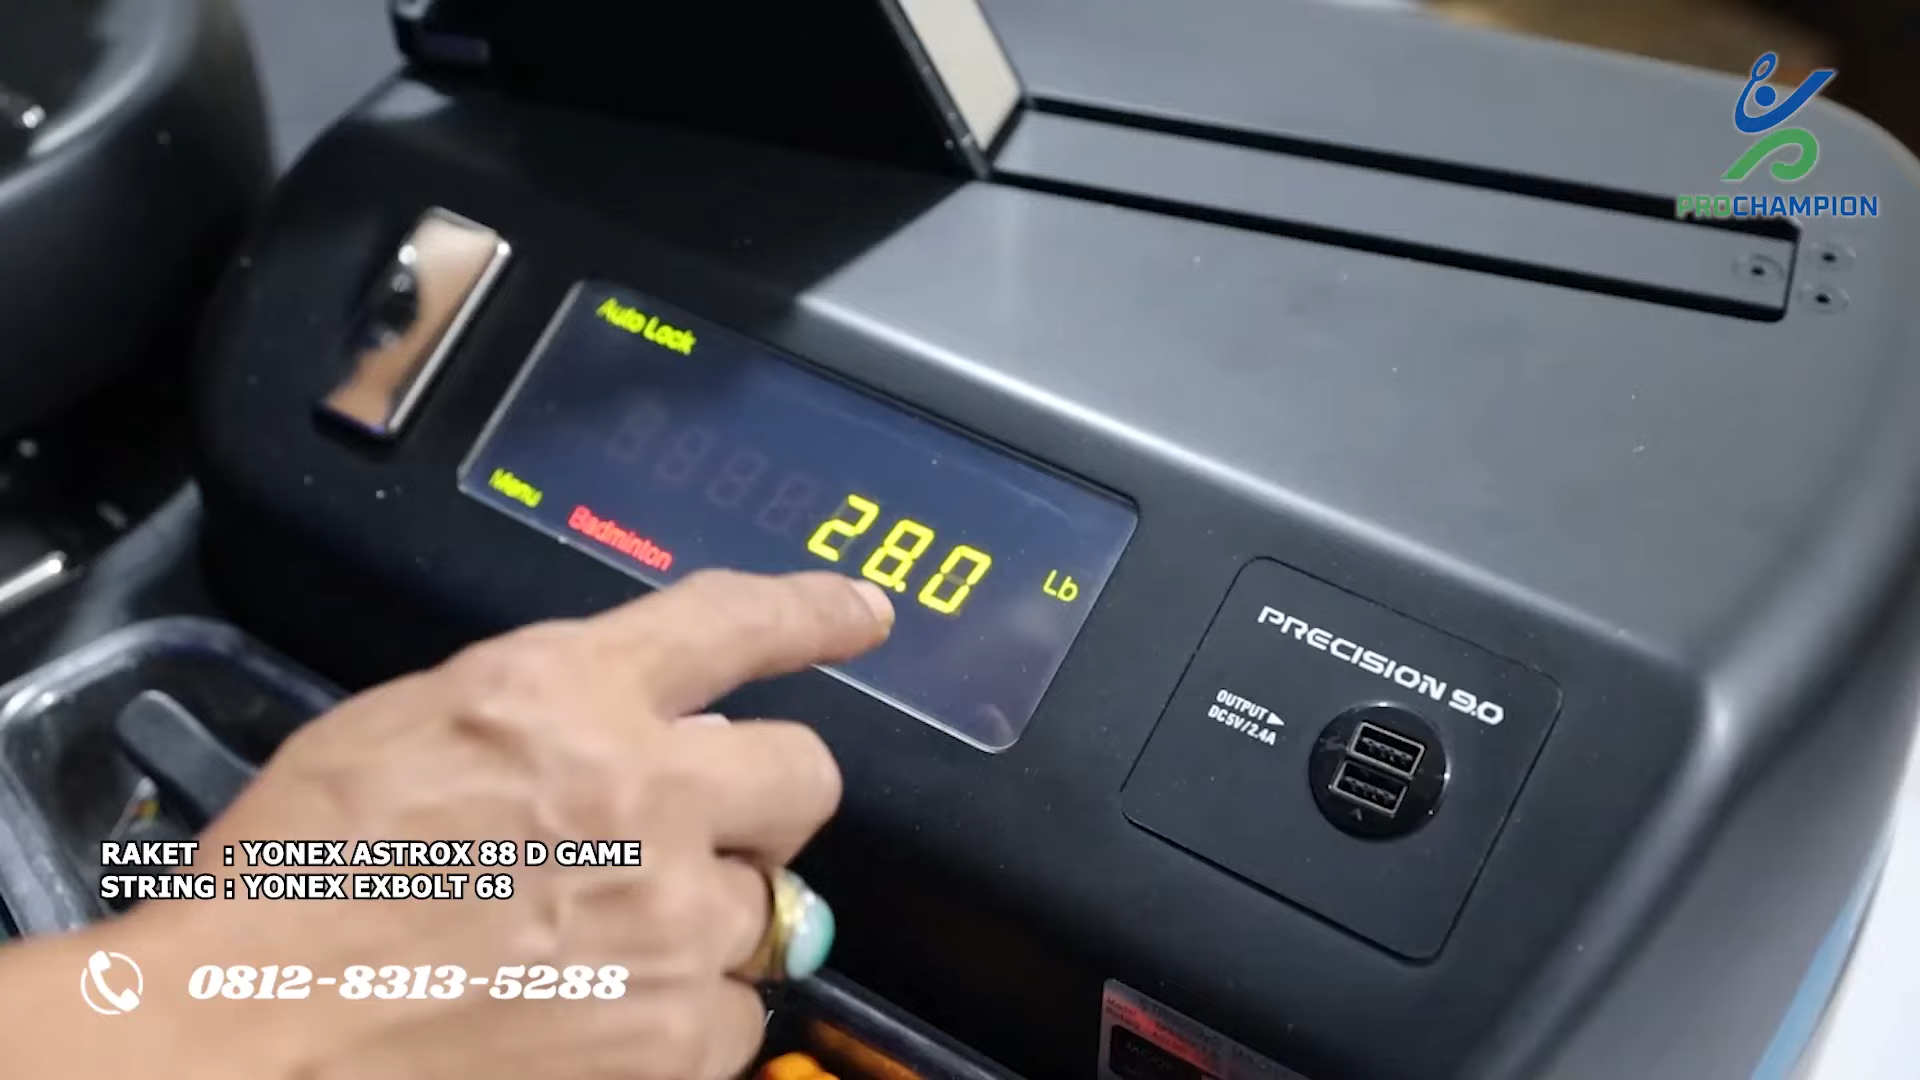 PROCHAMPION
Auto Lock
Menu
Badminton
28.0
Lb
PRECISION 9.0
OUTPUT ▶
DC5V/2.4A
RAKET : YONEX ASTROX 88 D GAME
STRING : YONEX EXBOLT 68
0812-8313-5288